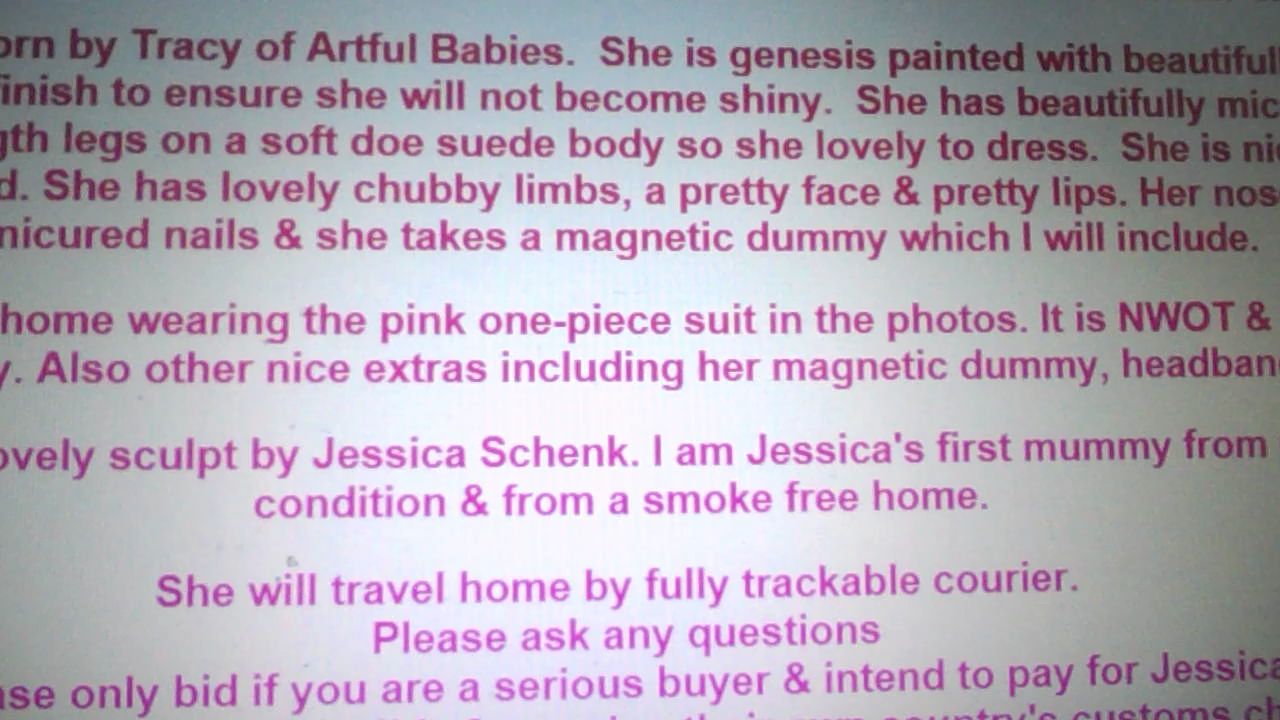 orn by Tracy of Artful Babies. She is genesis painted with beautiful
finish to ensure she will not become shiny. She has beautifully mic
gth legs on a soft doe suede body so she lovely to dress. She is ni
d. She has lovely chubby limbs, a pretty face & pretty lips. Her nos
nicured nails & she takes a magnetic dummy which I will include.
home wearing the pink one-piece suit in the photos. It is NWOT &
y. Also other nice extras including her magnetic dummy, headban
ovely sculpt by Jessica Schenk. I am Jessica's first mummy from
condition & from a smoke free home.
She will travel home by fully trackable courier.
Please ask any questions
ase only bid if you are a serious buyer & intend to pay for Jessica
country's customs ch